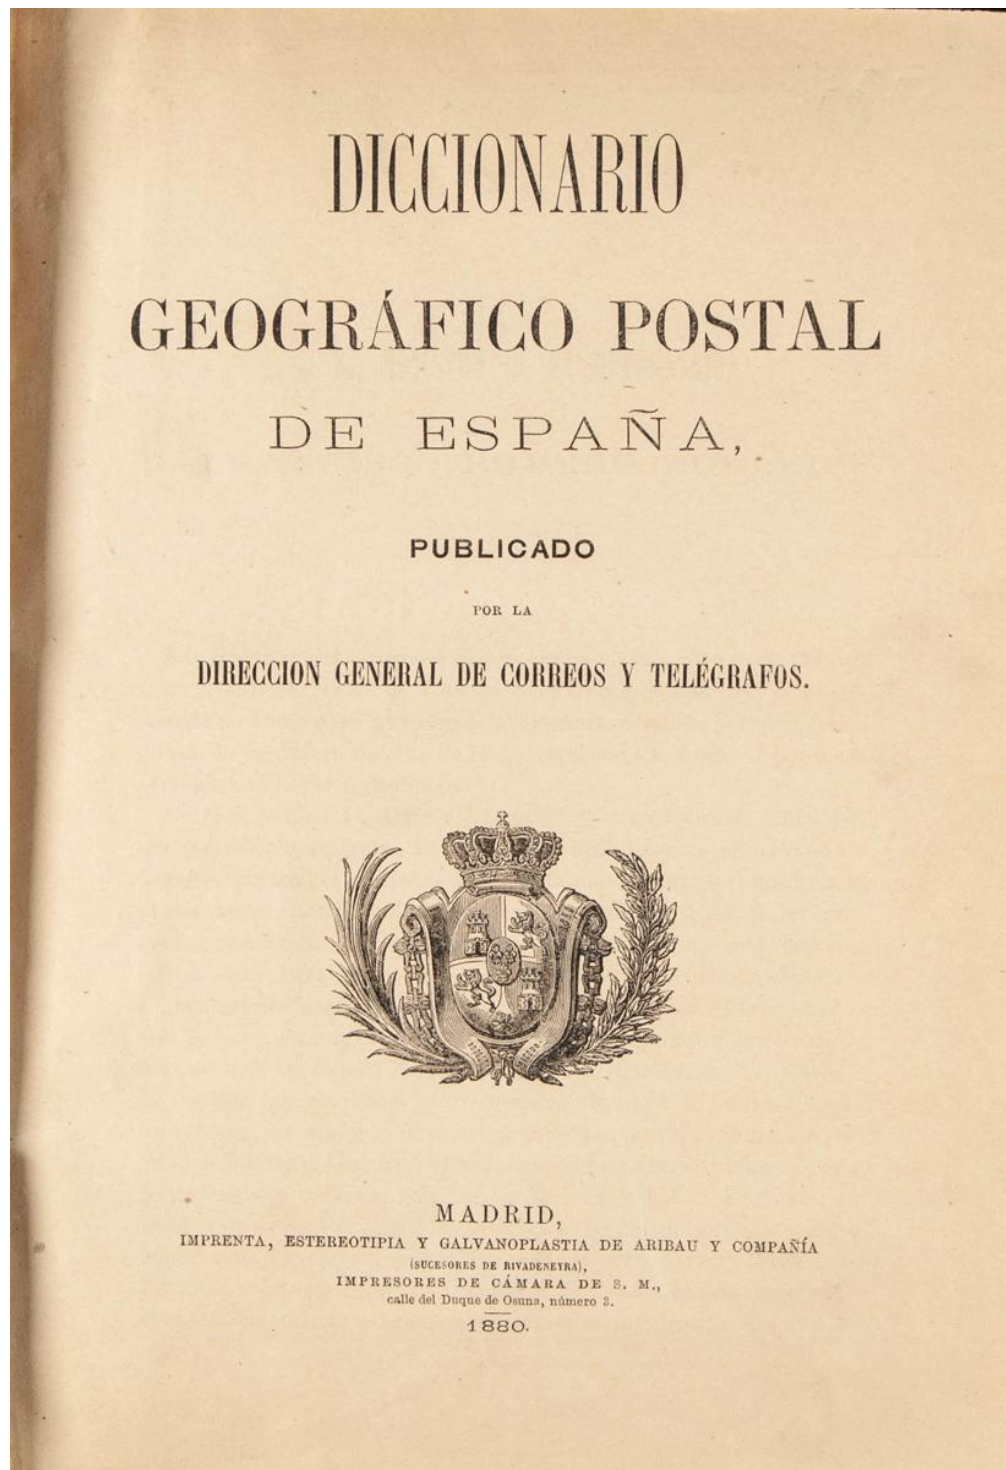 DICCIONARIO
GEOGRÁFICO POSTAL
DE ESPAÑA,
PUBLICADO
POR LA
DIRECCION GENERAL DE CORREOS Y TELÉGRAFOS.
MADRID,
IMPRENTA, ESTEREOTIPIA Y GALVANOPLASTIA DE ARIBAU Y COMPAÑÍA
(SUCESORES DE RIVADENEYRA),
IMPRESORES DE CÁMARA DE S. M.,
calle del Duque de Osuna, número 3.
1880.